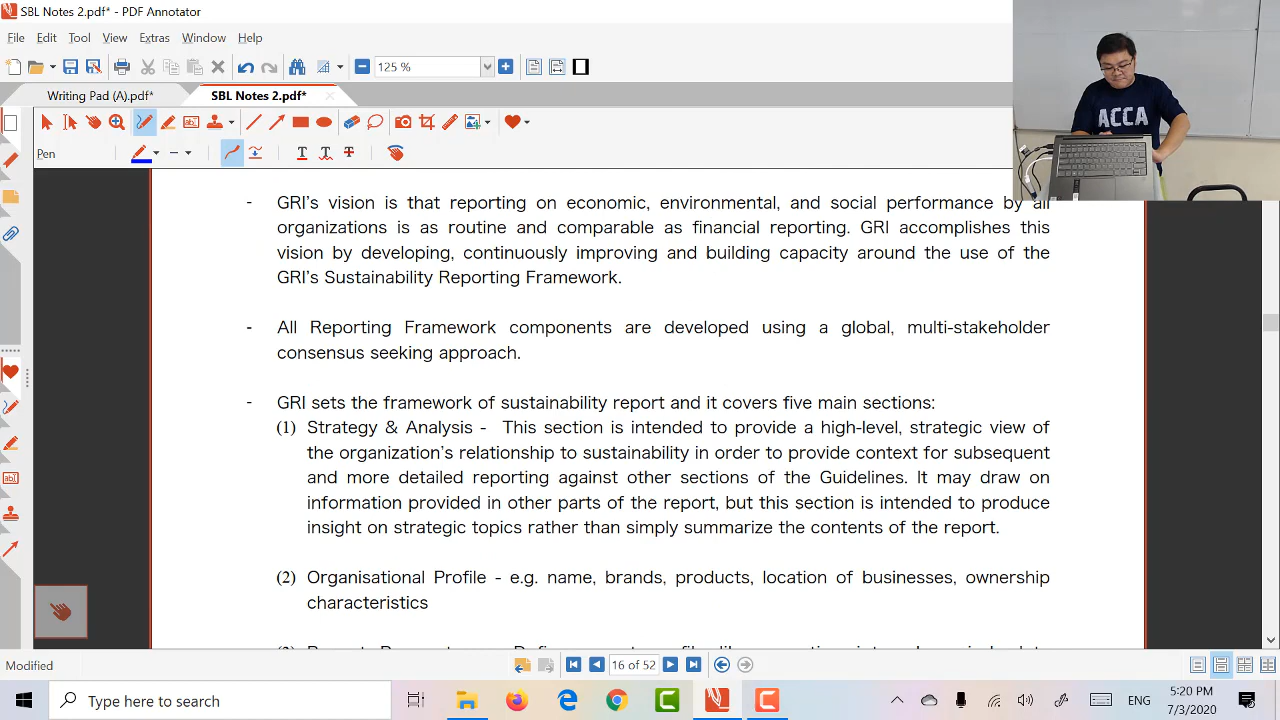 SBL Notes 2.pdf* - PDF Annotator
File Edit Tool View Extras Window Help
125 %
Writing Pad (A).pdf* SBL Notes 2.pdf*
Pen
ACCA
- GRI's vision is that reporting on economic, environmental, and social performance by all
organizations is as routine and comparable as financial reporting. GRI accomplishes this
vision by developing, continuously improving and building capacity around the use of the
GRI's Sustainability Reporting Framework.
- All Reporting Framework components are developed using a global, multi-stakeholder
consensus seeking approach.
- GRI sets the framework of sustainability report and it covers five main sections:
(1) Strategy & Analysis - This section is intended to provide a high-level, strategic view of
the organization's relationship to sustainability in order to provide context for subsequent
and more detailed reporting against other sections of the Guidelines. It may draw on
information provided in other parts of the report, but this section is intended to produce
insight on strategic topics rather than simply summarize the contents of the report.
(2) Organisational Profile - e.g. name, brands, products, location of businesses, ownership
characteristics
Modified
16 of 52
Type here to search
ENG
5:20 PM
7/3/2020